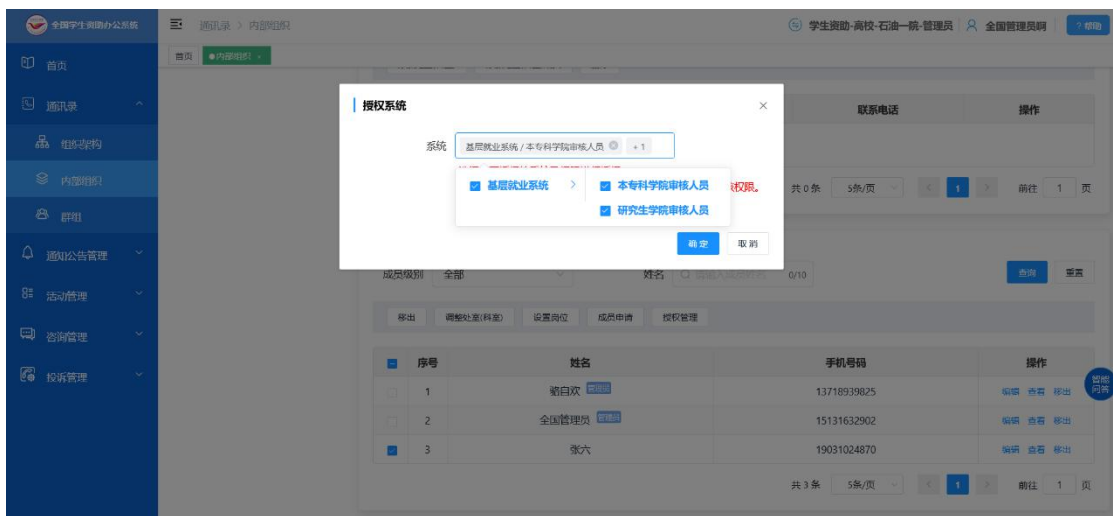 全国学生资助办公系统
通讯录 > 内部组织
学生资助-高校-石油一院-管理员
全国管理员啊
? 帮助
首页
通讯录
组织架构
内部组织
群组
通知公告管理
活动管理
咨询管理
投诉管理
首页
内部组织 ×
授权系统
系统
基层就业系统 / 本专科学院审核人员
+ 1
权限。
基层就业系统
本专科学院审核人员
研究生学院审核人员
确定
取消
联系电话
操作
共 0 条
5条/页
1
前往 1 页
成员级别 全部
姓名
0/10
查询
重置
移出
调整处室(科室)
设置岗位
成员申请
授权管理
序号
姓名
手机号码
操作
1
骆自欢 管理员
13718939825
编辑 查看 移出
2
全国管理员 管理员
15131632902
编辑 查看 移出
3
张六
19031024870
编辑 查看 移出
共 3 条
5条/页
1
前往 1 页
智能
问答